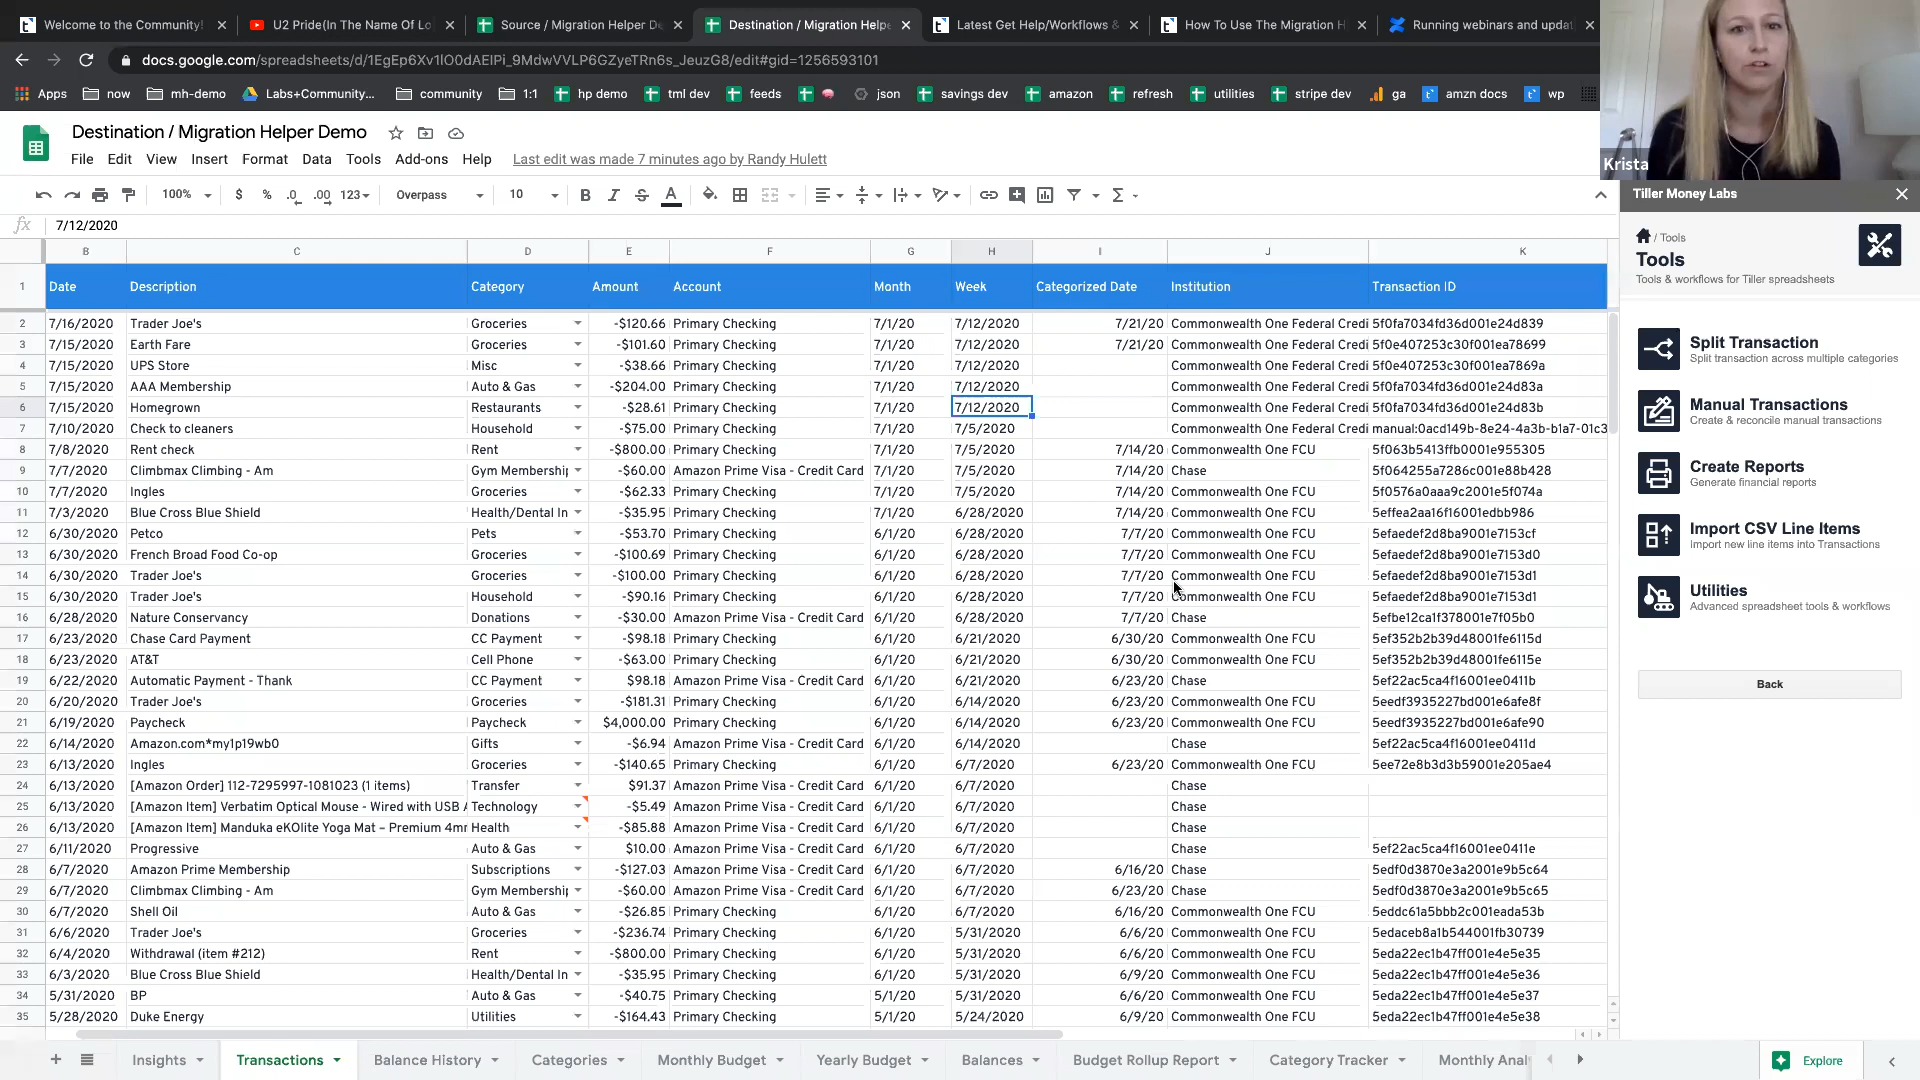 Welcome to the Community!
U2 Pride(In The Name Of Lo
Source / Migration Helper De
Destination / Migration Helpe
Latest Get Help/Workflows &
How To Use The Migration H
Running webinars and updat
docs.google.com/spreadsheets/d/1EgEp6Xv1lO0dAEIPi_9MdwVVLP6GZyeTRn6s_JeuzG8/edit#gid=1256593101
Apps now mh-demo Labs+Community... community 1:1 hp demo tml dev feeds json savings dev amazon refresh utilities stripe dev ga amzn docs wp
Krista
Destination / Migration Helper Demo
File Edit View Insert Format Data Tools Add-ons Help Last edit was made 7 minutes ago by Randy Hulett
100% $ % .0 .00 123 Overpass 10 B I S A
fx 7/12/2020
B C D E F G H I J K
1 Date Description Category Amount Account Month Week Categorized Date Institution Transaction ID
2 7/16/2020 Trader Joe's Groceries -$120.66 Primary Checking 7/1/20 7/12/2020 7/21/20 Commonwealth One Federal Credi 5f0fa7034fd36d001e24d839
3 7/15/2020 Earth Fare Groceries -$101.60 Primary Checking 7/1/20 7/12/2020 7/21/20 Commonwealth One Federal Credi 5f0e407253c30f001ea78699
4 7/15/2020 UPS Store Misc -$38.66 Primary Checking 7/1/20 7/12/2020 Commonwealth One Federal Credi 5f0e407253c30f001ea7869a
5 7/15/2020 AAA Membership Auto & Gas -$204.00 Primary Checking 7/1/20 7/12/2020 Commonwealth One Federal Credi 5f0fa7034fd36d001e24d83a
6 7/15/2020 Homegrown Restaurants -$28.61 Primary Checking 7/1/20 7/12/2020 Commonwealth One Federal Credi 5f0fa7034fd36d001e24d83b
7 7/10/2020 Check to cleaners Household -$75.00 Primary Checking 7/1/20 7/5/2020 Commonwealth One Federal Credi manual:0acd149b-8e24-4a3b-b1a7-01c3
8 7/8/2020 Rent check Rent -$800.00 Primary Checking 7/1/20 7/5/2020 7/14/20 Commonwealth One FCU 5f063b5413ffb0001e955305
9 7/7/2020 Climbmax Climbing - Am Gym Membership -$60.00 Amazon Prime Visa - Credit Card 7/1/20 7/5/2020 7/14/20 Chase 5f064255a7286c001e88b428
10 7/7/2020 Ingles Groceries -$62.33 Primary Checking 7/1/20 7/5/2020 7/14/20 Commonwealth One FCU 5f0576a0aaa9c2001e5f074a
11 7/3/2020 Blue Cross Blue Shield Health/Dental In -$35.95 Primary Checking 7/1/20 6/28/2020 7/14/20 Commonwealth One FCU 5effea2aa16f16001edbb986
12 6/30/2020 Petco Pets -$53.70 Primary Checking 6/1/20 6/28/2020 7/7/20 Commonwealth One FCU 5efaedef2d8ba9001e7153cf
13 6/30/2020 French Broad Food Co-op Groceries -$100.69 Primary Checking 6/1/20 6/28/2020 7/7/20 Commonwealth One FCU 5efaedef2d8ba9001e7153d0
14 6/30/2020 Trader Joe's Groceries -$100.00 Primary Checking 6/1/20 6/28/2020 7/7/20 Commonwealth One FCU 5efaedef2d8ba9001e7153d1
15 6/30/2020 Trader Joe's Household -$90.16 Primary Checking 6/1/20 6/28/2020 7/7/20 Commonwealth One FCU 5efaedef2d8ba9001e7153d1
16 6/28/2020 Nature Conservancy Donations -$30.00 Amazon Prime Visa - Credit Card 6/1/20 6/28/2020 7/7/20 Chase 5efbe12ca1f378001e7f05b0
17 6/23/2020 Chase Card Payment CC Payment -$98.18 Primary Checking 6/1/20 6/21/2020 6/30/20 Commonwealth One FCU 5ef352b2b39d48001fe6115d
18 6/23/2020 AT&T Cell Phone -$63.00 Primary Checking 6/1/20 6/21/2020 6/30/20 Commonwealth One FCU 5ef352b2b39d48001fe6115e
19 6/22/2020 Automatic Payment - Thank CC Payment $98.18 Amazon Prime Visa - Credit Card 6/1/20 6/21/2020 6/23/20 Chase 5ef22ac5ca4f16001ee0411b
20 6/20/2020 Trader Joe's Groceries -$181.31 Primary Checking 6/1/20 6/14/2020 6/23/20 Commonwealth One FCU 5eedf3935227bd001e6afe8f
21 6/19/2020 Paycheck Paycheck $4,000.00 Primary Checking 6/1/20 6/14/2020 6/23/20 Commonwealth One FCU 5eedf3935227bd001e6afe90
22 6/14/2020 Amazon.com*my1p19wb0 Gifts -$6.94 Amazon Prime Visa - Credit Card 6/1/20 6/14/2020 Chase 5ef22ac5ca4f16001ee0411d
23 6/13/2020 Ingles Groceries -$140.65 Primary Checking 6/1/20 6/7/2020 6/23/20 Commonwealth One FCU 5ee72e8b3d3b59001e205ae4
24 6/13/2020 [Amazon Order] 112-7295997-1081023 (1 items) Transfer $91.37 Amazon Prime Visa - Credit Card 6/1/20 6/7/2020 Chase
25 6/13/2020 [Amazon Item] Verbatim Optical Mouse - Wired with USB A Technology -$5.49 Amazon Prime Visa - Credit Card 6/1/20 6/7/2020 Chase
26 6/13/2020 [Amazon Item] Manduka eKOlite Yoga Mat – Premium 4mm Health -$85.88 Amazon Prime Visa - Credit Card 6/1/20 6/7/2020 Chase
27 6/11/2020 Progressive Auto & Gas $10.00 Amazon Prime Visa - Credit Card 6/1/20 6/7/2020 Chase 5ef22ac5ca4f16001ee0411e
28 6/7/2020 Amazon Prime Membership Subscriptions -$127.03 Amazon Prime Visa - Credit Card 6/1/20 6/7/2020 6/16/20 Chase 5edf0d3870e3a2001e9b5c64
29 6/7/2020 Climbmax Climbing - Am Gym Membership -$60.00 Amazon Prime Visa - Credit Card 6/1/20 6/7/2020 6/23/20 Chase 5edf0d3870e3a2001e9b5c65
30 6/7/2020 Shell Oil Auto & Gas -$26.85 Primary Checking 6/1/20 6/7/2020 6/16/20 Commonwealth One FCU 5eddc61a5bbb2c001eada53b
31 6/6/2020 Trader Joe's Groceries -$236.74 Primary Checking 6/1/20 5/31/2020 6/6/20 Commonwealth One FCU 5edaceb8a1b544001fb30739
32 6/4/2020 Withdrawal (item #212) Rent -$800.00 Primary Checking 6/1/20 5/31/2020 6/6/20 Commonwealth One FCU 5eda22ec1b47ff001e4e5e35
33 6/3/2020 Blue Cross Blue Shield Health/Dental In -$35.95 Primary Checking 6/1/20 5/31/2020 6/9/20 Commonwealth One FCU 5eda22ec1b47ff001e4e5e36
34 5/31/2020 BP Auto & Gas -$40.75 Primary Checking 5/1/20 5/31/2020 6/6/20 Commonwealth One FCU 5eda22ec1b47ff001e4e5e37
35 5/28/2020 Duke Energy Utilities -$164.43 Primary Checking 5/1/20 5/24/2020 6/9/20 Commonwealth One FCU 5eda22ec1b47ff001e4e5e38
Insights Transactions Balance History Categories Monthly Budget Yearly Budget Balances Budget Rollup Report Category Tracker Monthly Anal Explore
Tiller Money Labs
/ Tools
Tools
Tools & workflows for Tiller spreadsheets
Split Transaction
Split transaction across multiple categories
Manual Transactions
Create & reconcile manual transactions
Create Reports
Generate financial reports
Import CSV Line Items
Import new line items into Transactions
Utilities
Advanced spreadsheet tools & workflows
Back